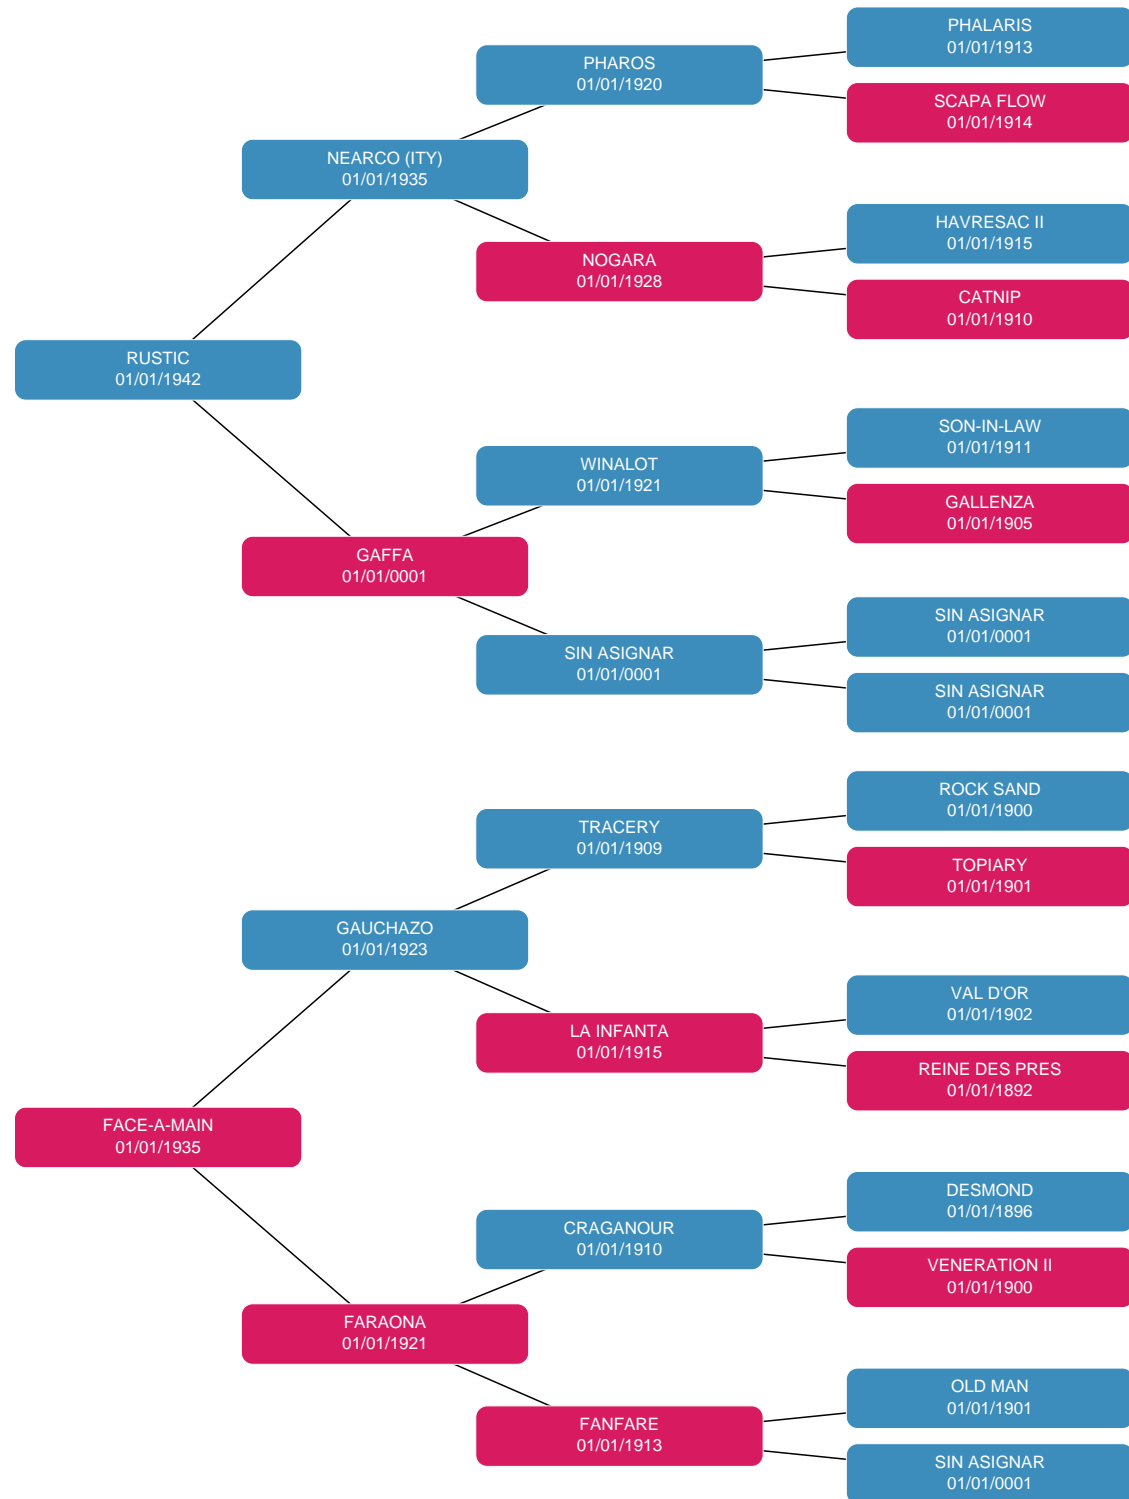 PHALARIS
01/01/1913
PHAROS
01/01/1920
SCAPA FLOW
01/01/1914
NEARCO (ITY)
01/01/1935
HAVRESAC II
01/01/1915
NOGARA
01/01/1928
CATNIP
01/01/1910
RUSTIC
01/01/1942
SON-IN-LAW
01/01/1911
WINALOT
01/01/1921
GALLENZA
01/01/1905
GAFFA
01/01/0001
SIN ASIGNAR
01/01/0001
SIN ASIGNAR
01/01/0001
SIN ASIGNAR
01/01/0001
ROCK SAND
01/01/1900
TRACERY
01/01/1909
TOPIARY
01/01/1901
GAUCHAZO
01/01/1923
VAL D'OR
01/01/1902
LA INFANTA
01/01/1915
REINE DES PRES
01/01/1892
FACE-A-MAIN
01/01/1935
DESMOND
01/01/1896
CRAGANOUR
01/01/1910
VENERATION II
01/01/1900
FARAONA
01/01/1921
OLD MAN
01/01/1901
FANFARE
01/01/1913
SIN ASIGNAR
01/01/0001